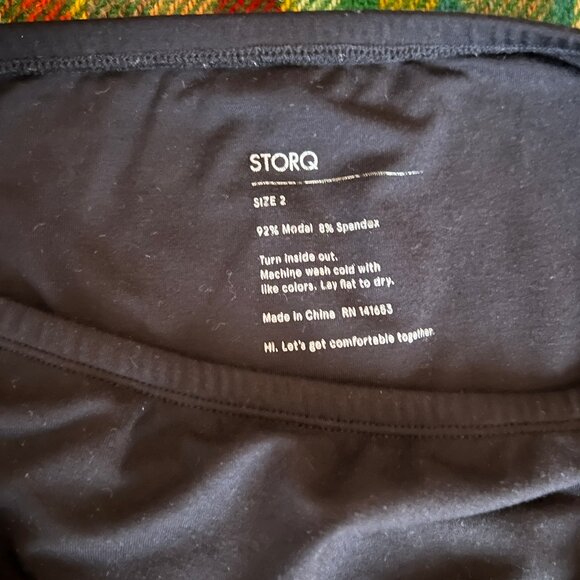 STORQ
SIZE 2
92% Modal 8% Spandex
Turn inside out.
Machine wash cold with
like colors. Lay flat to dry.
Made in China RN 141653
Hi. Let's get comfortable together.